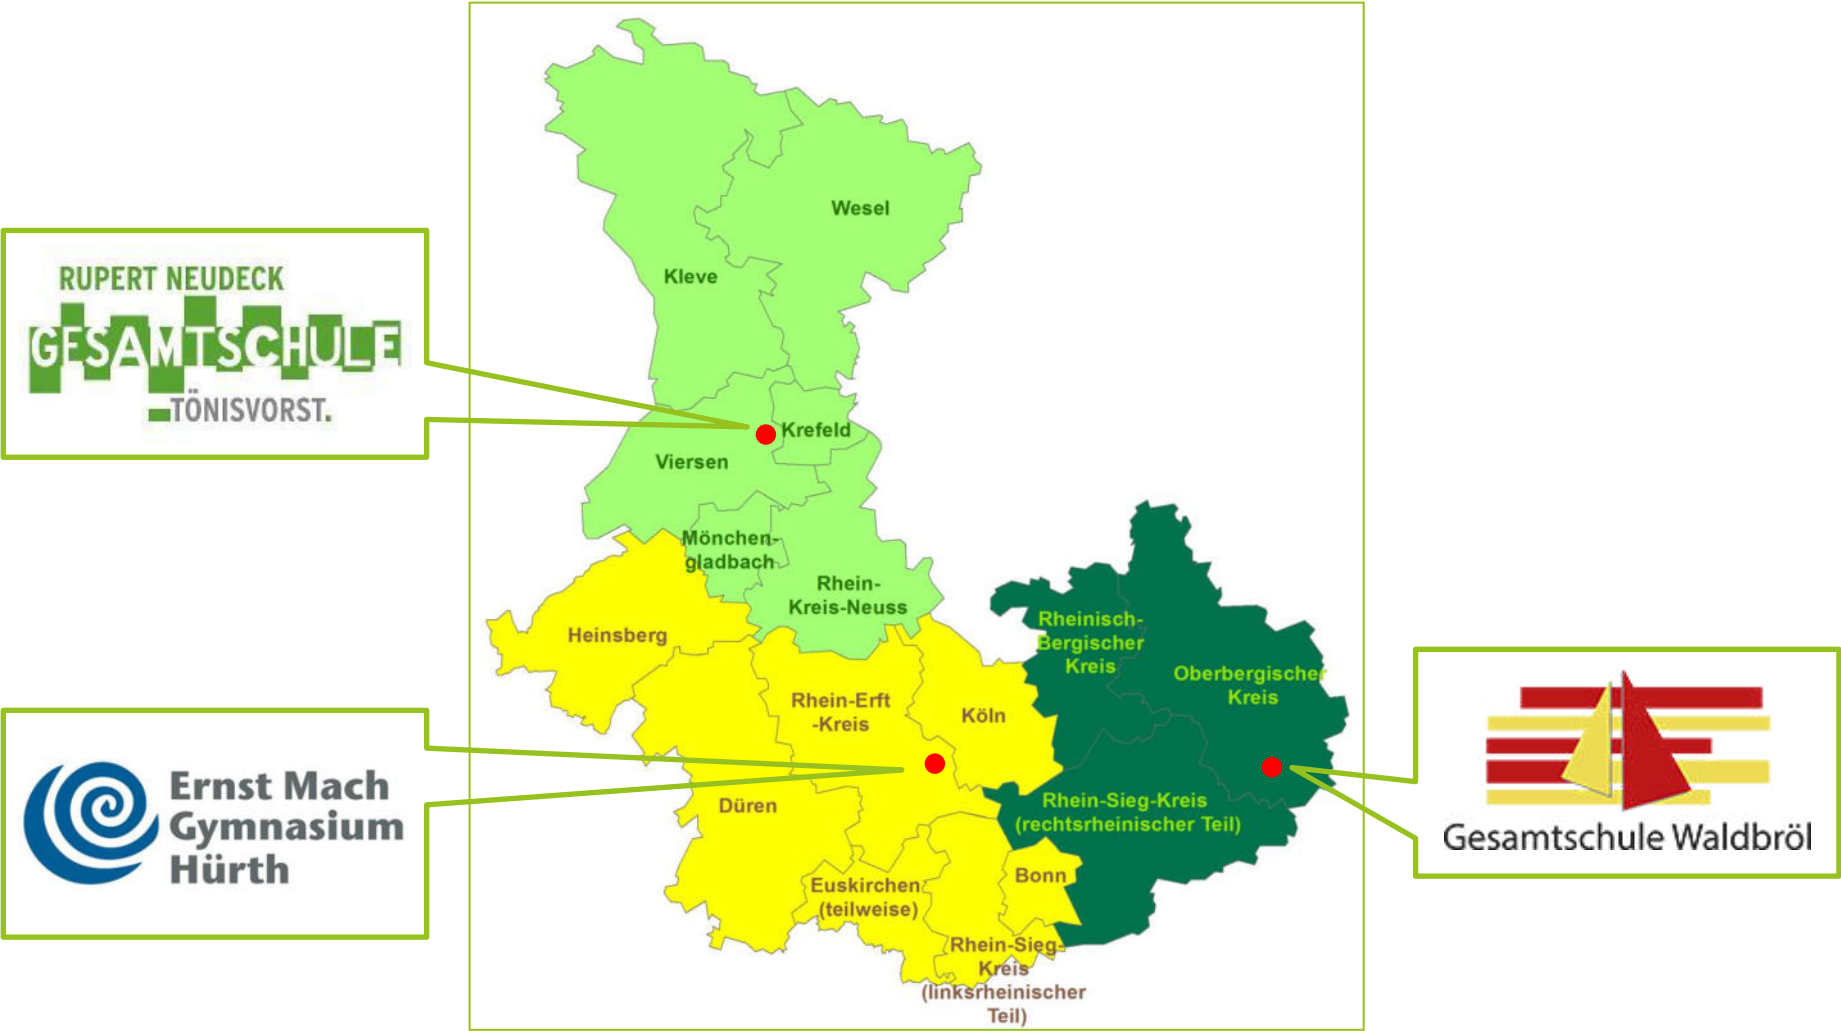 RUPERT NEUDECK
GESAMTSCHULE
TÖNISVORST.
Ernst Mach
Gymnasium
Hürth
Wesel
Kleve
Krefeld
Viersen
Mönchen-
gladbach
Rhein-
Kreis-Neuss
Heinsberg
Rhein-Erft
-Kreis
Köln
Düren
Euskirchen
(teilweise)
Bonn
Rhein-Sieg-
Kreis
(linksrheinischer
Teil)
Rheinisch-
Bergischer
Kreis
Oberbergischer
Kreis
Rhein-Sieg-Kreis
(rechtsrheinischer Teil)
Gesamtschule Waldbröl